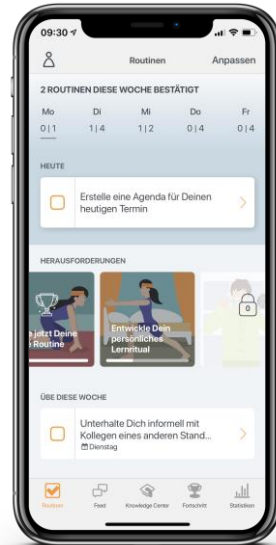 09:30
Routinen Anpassen
2 ROUTINEN DIESE WOCHE BESTÄTIGT
Mo Di Mi Do Fr
0|1 1|4 1|2 0|4 0|4
HEUTE
Erstelle eine Agenda für Deinen
heutigen Termin
HERAUSFORDERUNGEN
jetzt Deine
Routine
Entwickle Dein
persönliches
Lernritual
ÜBE DIESE WOCHE
Unterhalte Dich informell mit
Kollegen eines anderen Stand...
Dienstag
Routinen Feed Knowledge Center Fortschritt Statistiken